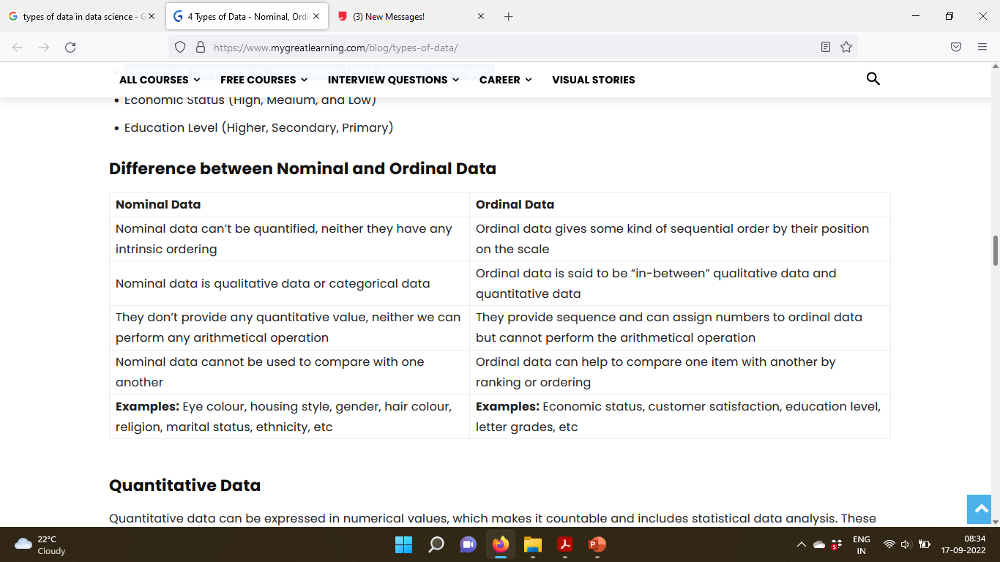 types of data in data science - G
4 Types of Data - Nominal, Ordi
(3) New Messages!
https://www.mygreatlearning.com/blog/types-of-data/
ALL COURSES
FREE COURSES
INTERVIEW QUESTIONS
CAREER
VISUAL STORIES
• Economic Status (High, Medium, and Low)
• Education Level (Higher, Secondary, Primary)
Difference between Nominal and Ordinal Data
Nominal Data
Ordinal Data
Nominal data can’t be quantified, neither they have any
intrinsic ordering
Ordinal data gives some kind of sequential order by their position
on the scale
Nominal data is qualitative data or categorical data
Ordinal data is said to be “in-between” qualitative data and
quantitative data
They don’t provide any quantitative value, neither we can
perform any arithmetical operation
They provide sequence and can assign numbers to ordinal data
but cannot perform the arithmetical operation
Nominal data cannot be used to compare with one
another
Ordinal data can help to compare one item with another by
ranking or ordering
Examples: Eye colour, housing style, gender, hair colour,
religion, marital status, ethnicity, etc
Examples: Economic status, customer satisfaction, education level,
letter grades, etc
Quantitative Data
Quantitative data can be expressed in numerical values, which makes it countable and includes statistical data analysis. These
22°C
Cloudy
5
ENG
IN
08:34
17-09-2022